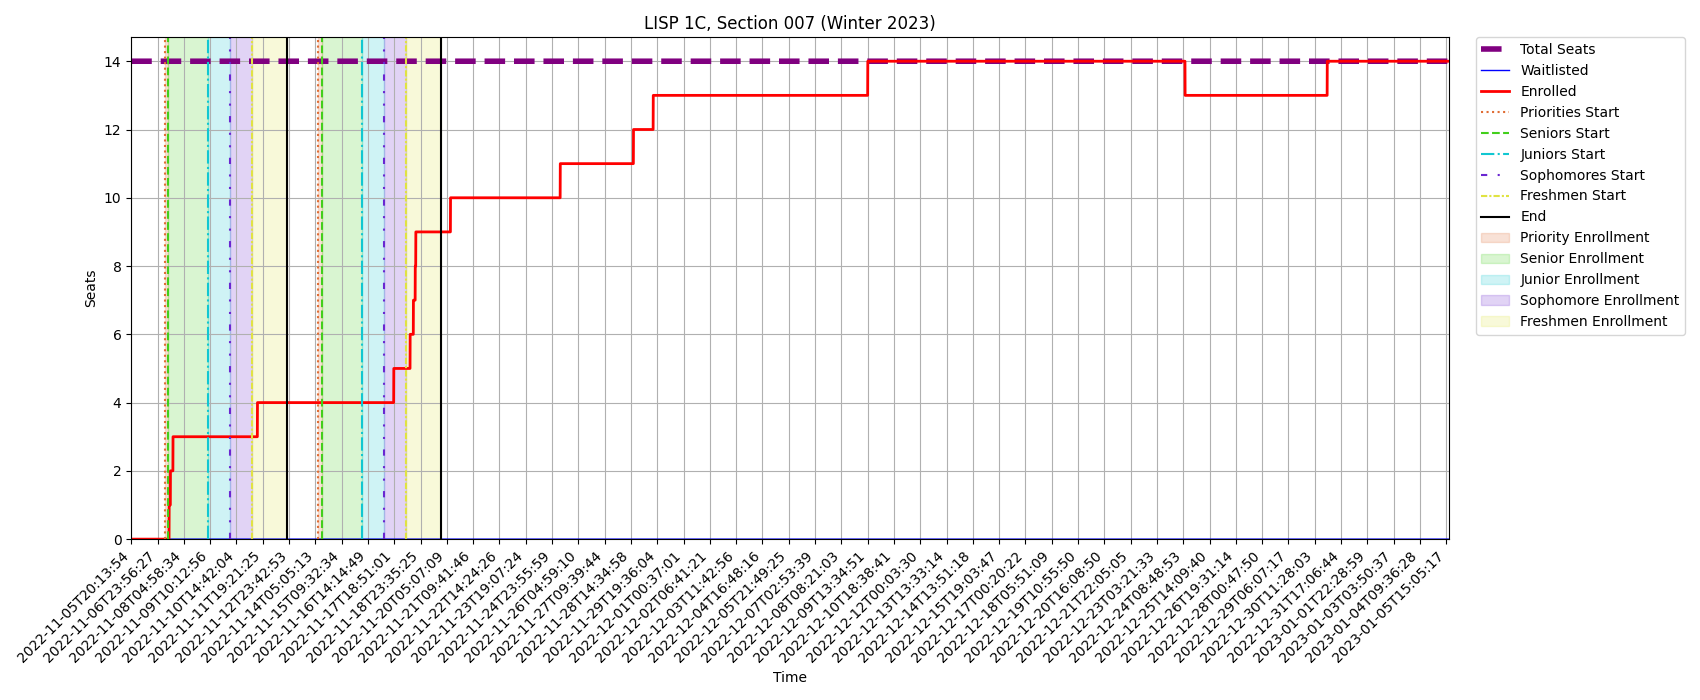 LISP 1C, Section 007 (Winter 2023)
Seats
14
12
10
8
6
4
2
0
2022-11-05T20:13:54
2022-11-06T23:56:27
2022-11-08T04:58:34
2022-11-09T10:12:56
2022-11-10T14:42:04
2022-11-11T19:21:25
2022-11-12T23:42:53
2022-11-14T05:05:13
2022-11-15T09:32:34
2022-11-16T14:14:49
2022-11-17T18:51:01
2022-11-18T23:35:25
2022-11-20T05:07:09
2022-11-21T09:41:46
2022-11-22T14:24:26
2022-11-23T19:07:24
2022-11-24T23:55:59
2022-11-26T04:59:10
2022-11-27T09:39:44
2022-11-28T14:34:58
2022-11-29T19:36:04
2022-12-01T00:37:01
2022-12-02T06:41:21
2022-12-03T11:42:56
2022-12-04T16:48:16
2022-12-05T21:49:25
2022-12-07T02:53:39
2022-12-08T08:21:03
2022-12-09T13:34:51
2022-12-10T18:38:41
2022-12-12T00:03:30
2022-12-13T13:33:14
2022-12-14T13:51:18
2022-12-15T19:03:47
2022-12-17T00:20:22
2022-12-18T05:51:09
2022-12-19T10:55:50
2022-12-20T16:08:50
2022-12-21T22:05:05
2022-12-23T03:21:33
2022-12-24T08:48:53
2022-12-25T14:09:40
2022-12-26T19:31:14
2022-12-28T00:47:50
2022-12-29T06:07:17
2022-12-30T11:28:03
2022-12-31T17:06:44
2023-01-01T22:28:59
2023-01-03T03:50:37
2023-01-04T09:36:28
2023-01-05T15:05:17
Time
Total Seats
Waitlisted
Enrolled
Priorities Start
Seniors Start
Juniors Start
Sophomores Start
Freshmen Start
End
Priority Enrollment
Senior Enrollment
Junior Enrollment
Sophomore Enrollment
Freshmen Enrollment